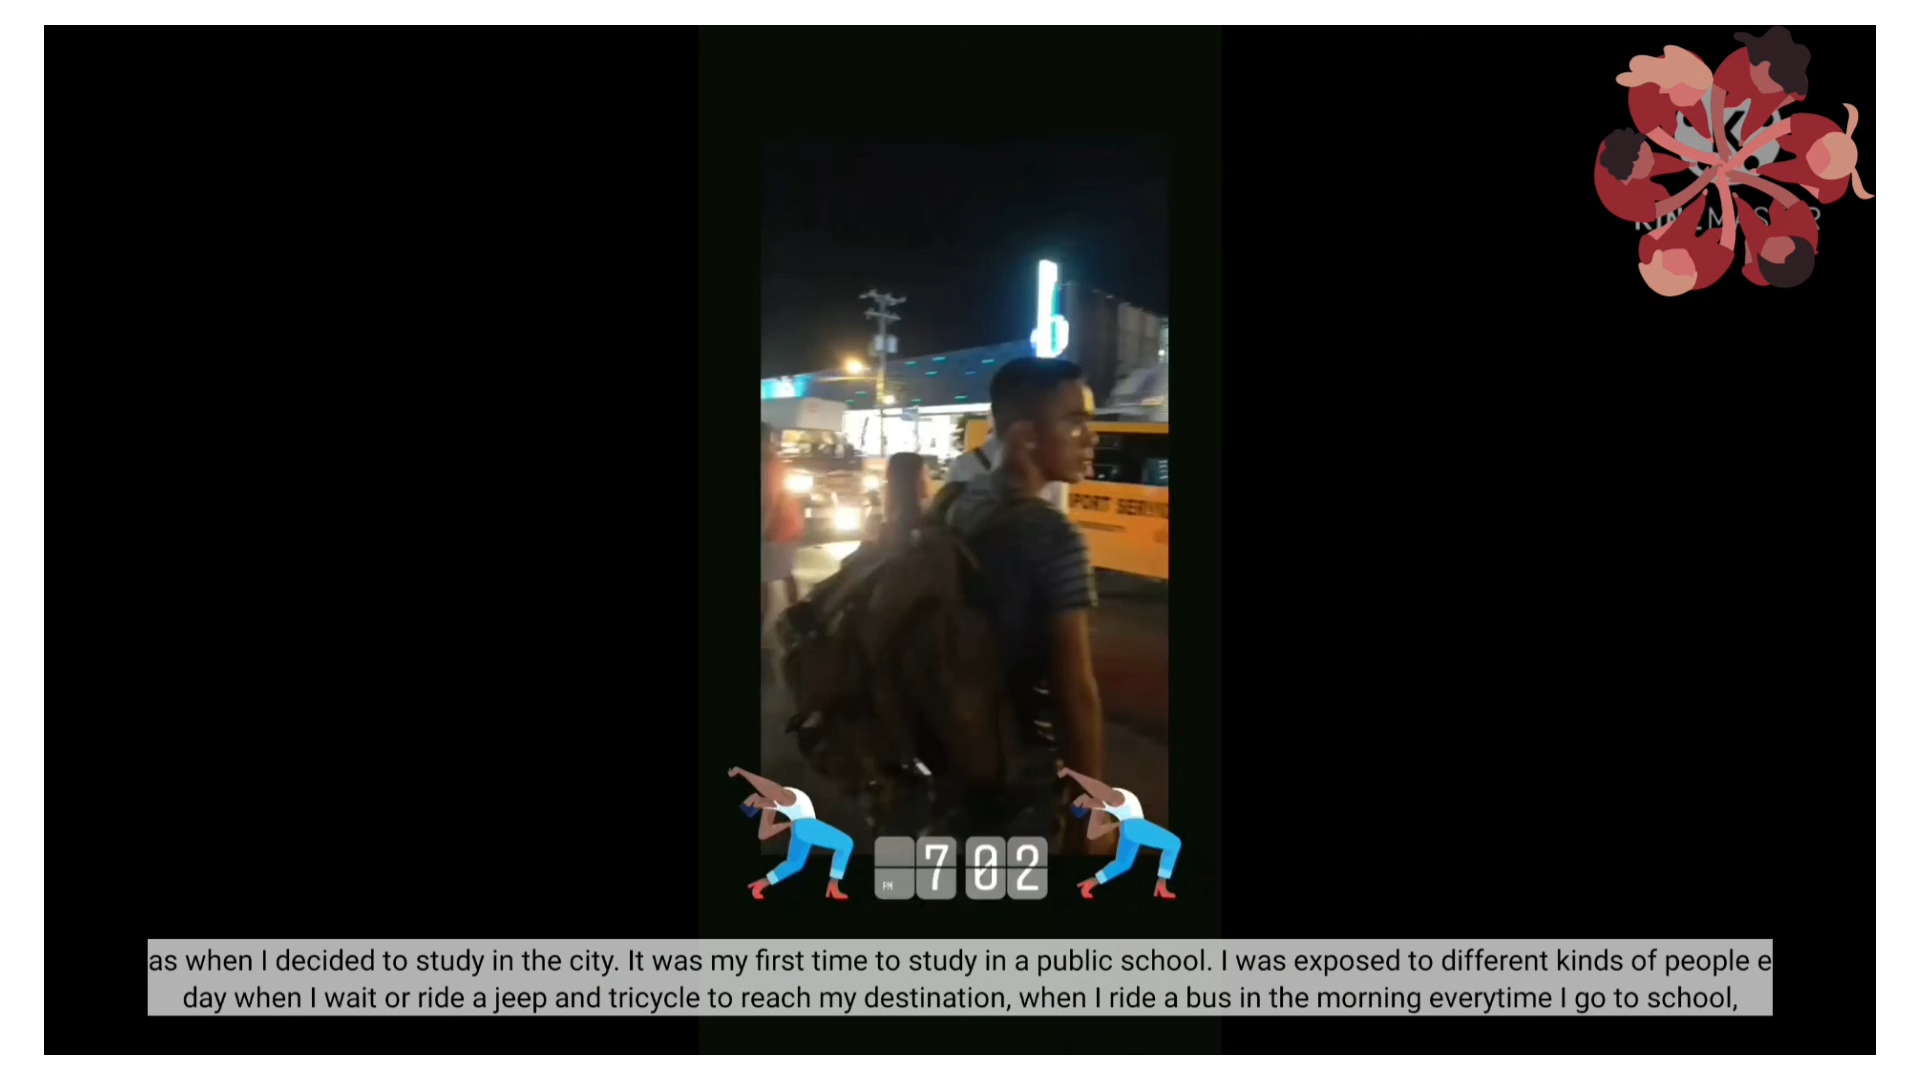 b
PORT SERVIC
PM 7 02
as when I decided to study in the city. It was my first time to study in a public school. I was exposed to different kinds of people e
day when I wait or ride a jeep and tricycle to reach my destination, when I ride a bus in the morning everytime I go to school,